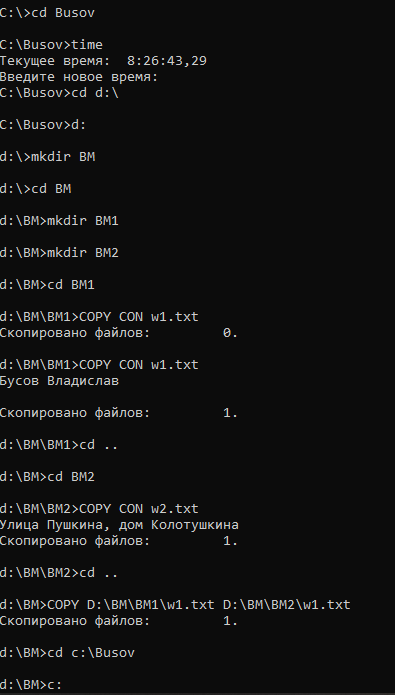 C:\>cd Busov
C:\Busov>time
Текущее время:  8:26:43,29
Введите новое время:
C:\Busov>cd d:\
C:\Busov>d:
d:\>mkdir BM
d:\>cd BM
d:\BM>mkdir BM1
d:\BM>mkdir BM2
d:\BM>cd BM1
d:\BM\BM1>COPY CON w1.txt
Скопировано файлов:         0.
d:\BM\BM1>COPY CON w1.txt
Бусов Владислав
Скопировано файлов:         1.
d:\BM\BM1>cd ..
d:\BM>cd BM2
d:\BM\BM2>COPY CON w2.txt
Улица Пушкина, дом Колотушкина
Скопировано файлов:         1.
d:\BM\BM2>cd ..
d:\BM>COPY D:\BM\BM1\w1.txt D:\BM\BM2\w1.txt
Скопировано файлов:         1.
d:\BM>cd c:\Busov
d:\BM>c: